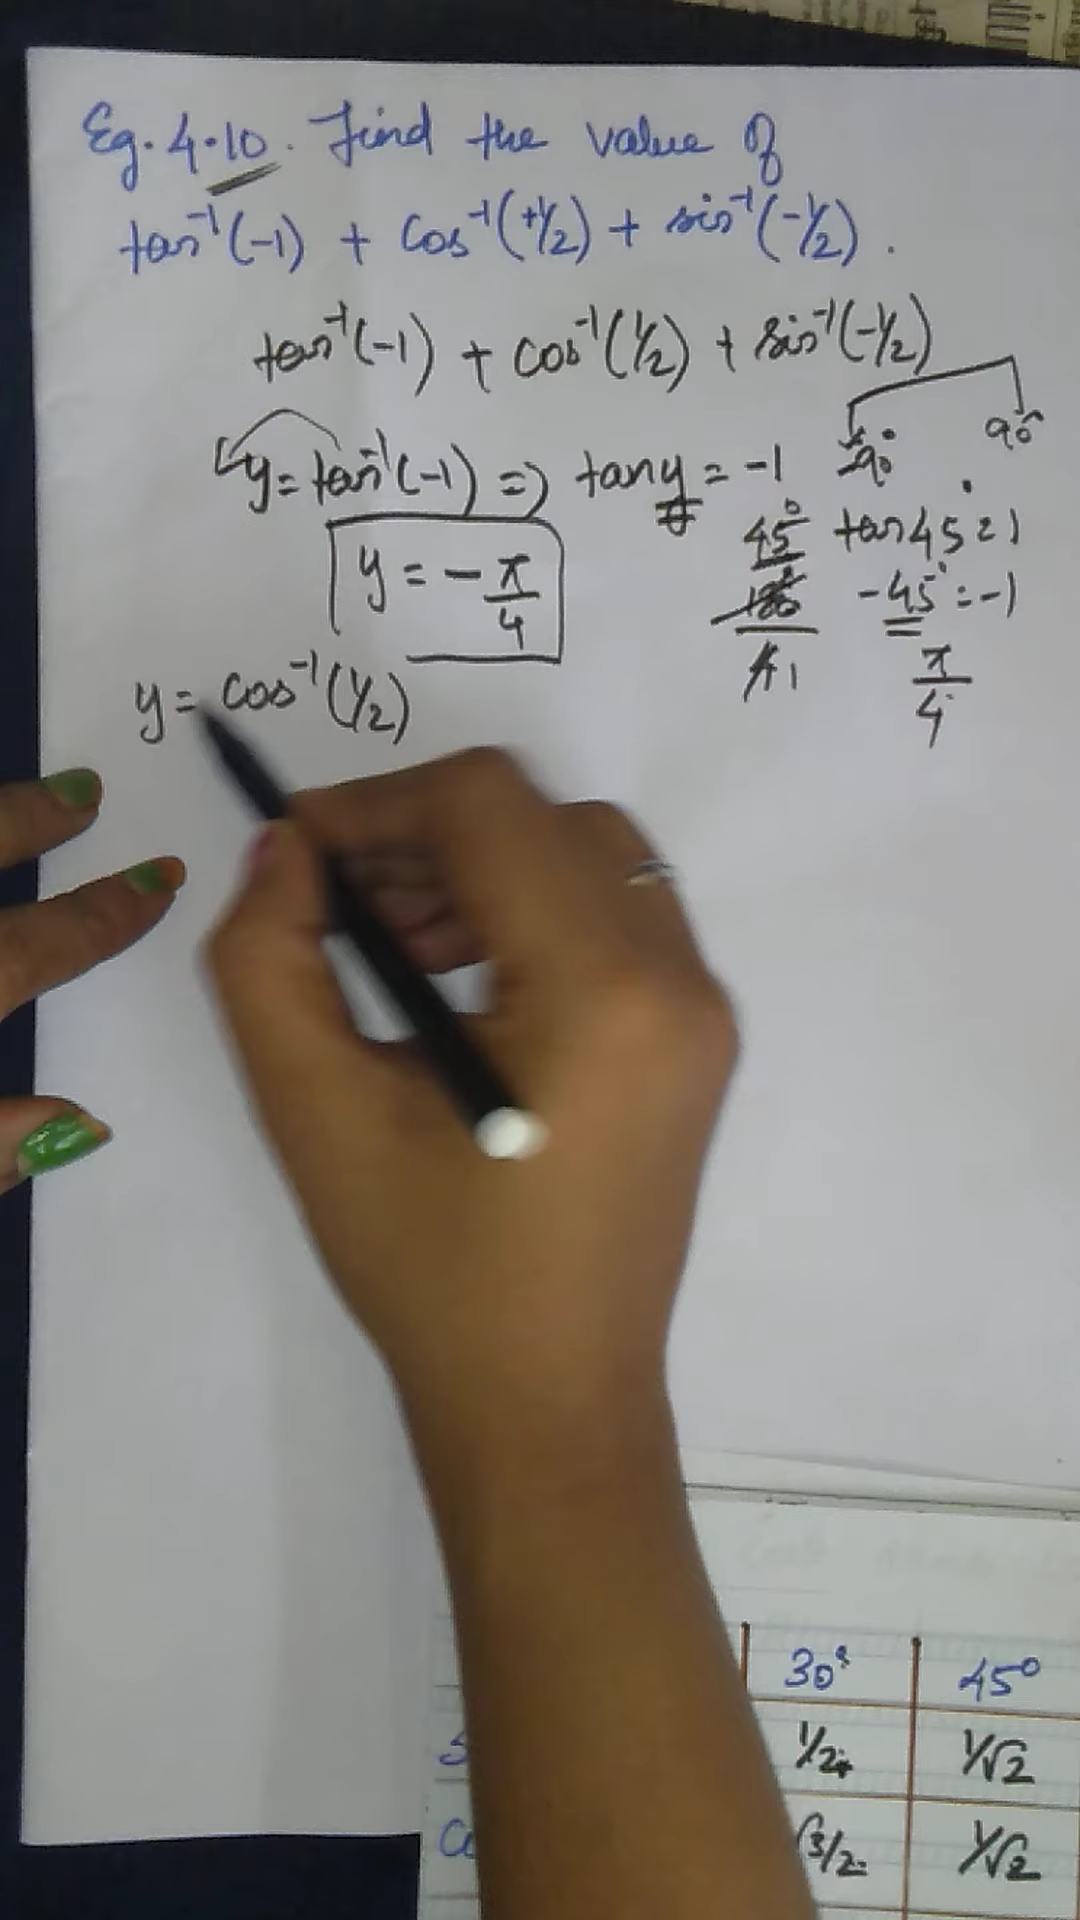 Eg. 4.10. Find the value of
tan⁻¹(-1) + cos⁻¹(+1/2) + sin⁻¹(-1/2).
tan⁻¹(-1) + cos⁻¹(1/2) + sin⁻¹(-1/2)
-90° 90°
y = tan⁻¹(-1) => tan y = -1
45° tan 45° = 1
y = -π/4
-45° = -1
π/4
y = cos⁻¹(1/2)
30° 45°
1/2 1/√2
√3/2 1/√2